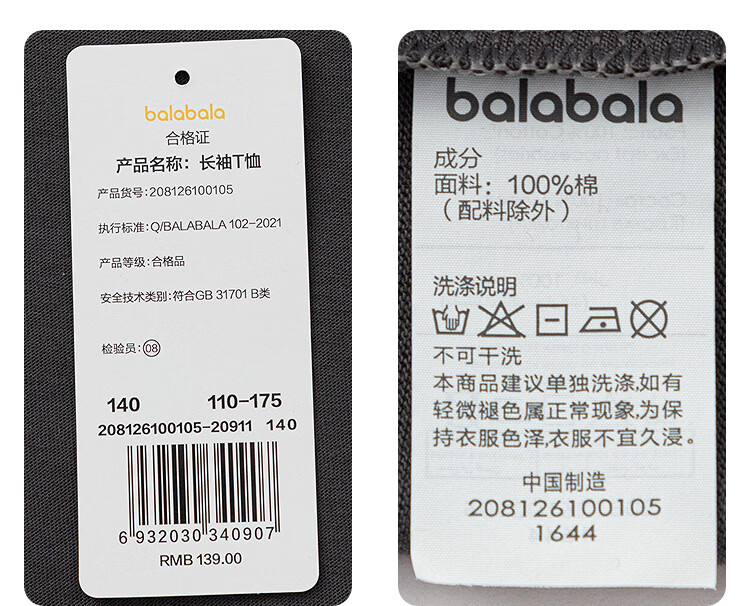 balabala
合格证
产品名称：长袖T恤
产品货号:208126100105
执行标准:Q/BALABALA 102-2021
产品等级:合格品
安全技术类别:符合GB 31701 B类
检验员:08
140 110-175
208126100105-20911 140
6 932030 340907
RMB 139.00
balabala
成分
面料：100%棉
（配料除外）
洗涤说明
不可干洗
本商品建议单独洗涤,如有
轻微褪色属正常现象,为保
持衣服色泽,衣服不宜久浸。
中国制造
208126100105
1644